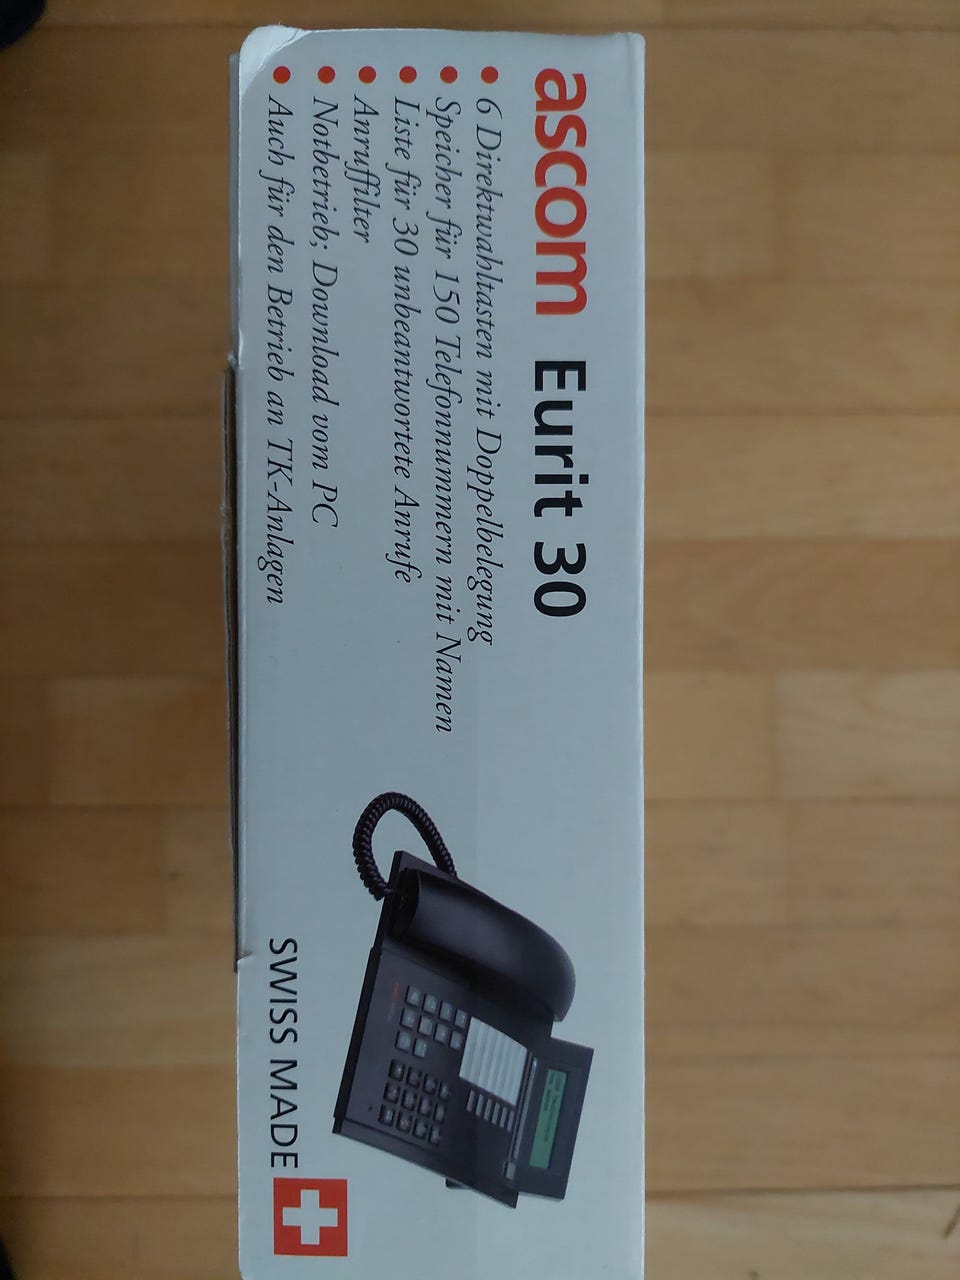 ascom Eurit 30
6 Direktwahltasten mit Doppelbelegung
Speicher für 150 Telefonnummern mit Namen
Liste für 30 unbeantwortete Anrufe
Anruffilter
Notbetrieb; Download vom PC
Auch für den Betrieb an TK-Anlagen
SWISS MADE